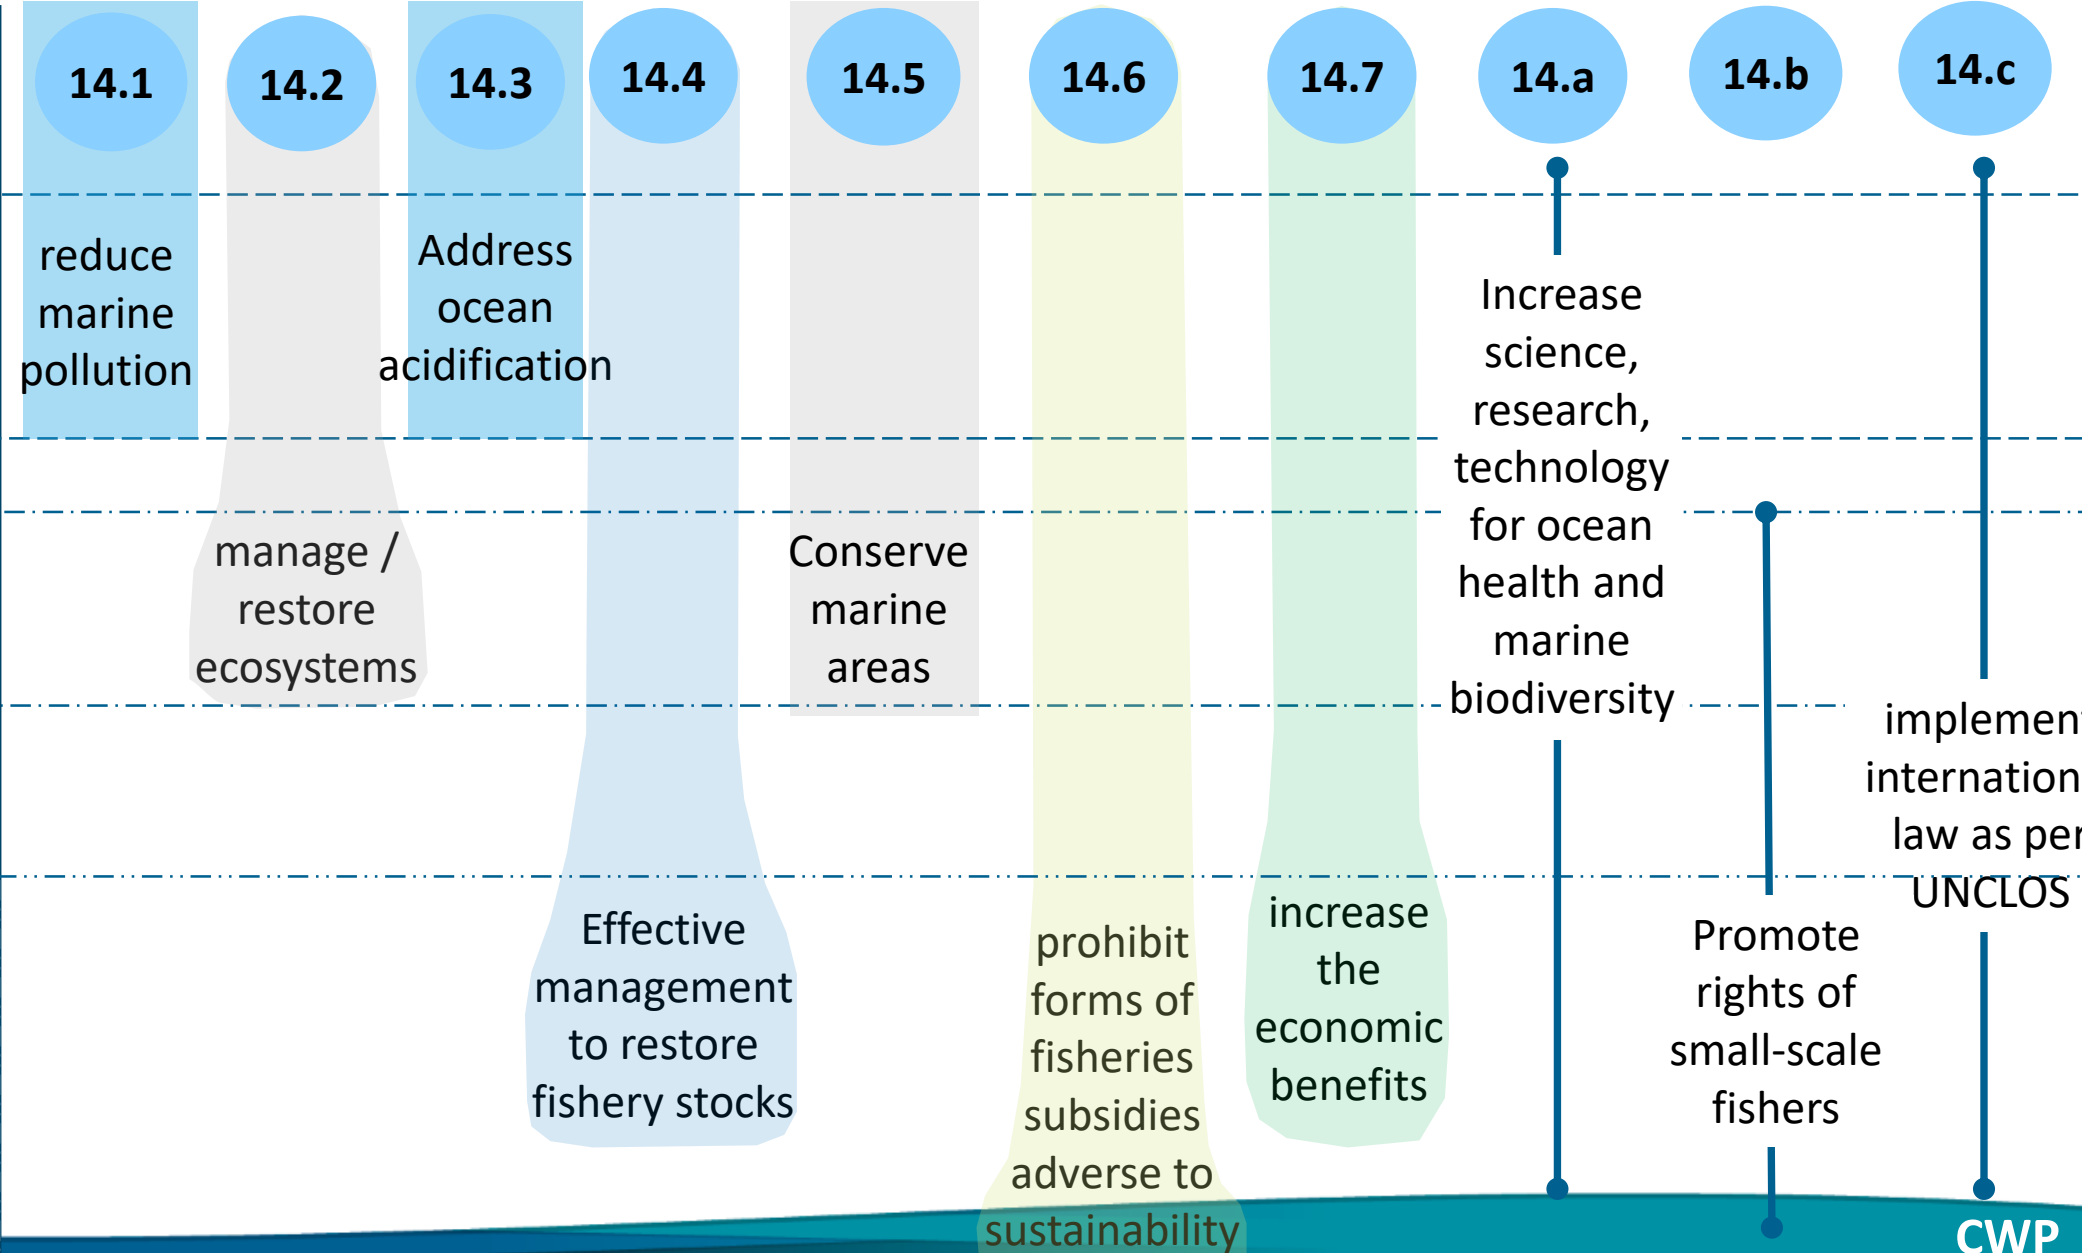 14.1
14.2
14.3
14.4
14.5
14.6
14.7
14.a
14.b
14.c
reduce
marine
pollution
manage /
restore
ecosystems
Address
ocean
acidification
Effective
management
to restore
fishery stocks
Conserve
marine
areas
prohibit
forms of
fisheries
subsidies
adverse to
sustainability
increase
the
economic
benefits
Increase
science,
research,
technology
for ocean
health and
marine
biodiversity
Promote
rights of
small-scale
fishers
implement
internation
law as per
UNCLOS
CWP